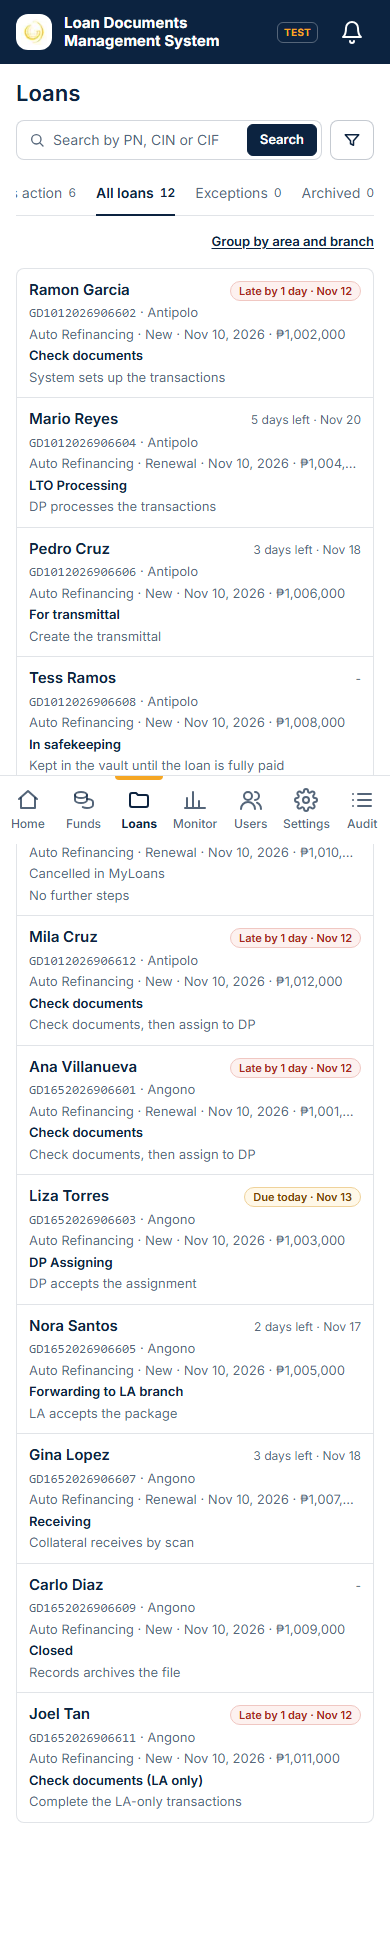 Loan Documents
Management System
TEST
Loans
Search by PN, CIN or CIF
Search
s action 6
All loans 12
Exceptions 0
Archived 0
Group by area and branch
Ramon Garcia
Late by 1 day · Nov 12
GD1012026906602 · Antipolo
Auto Refinancing · New · Nov 10, 2026 · ₱1,002,000
Check documents
System sets up the transactions
Mario Reyes
5 days left · Nov 20
GD1012026906604 · Antipolo
Auto Refinancing · Renewal · Nov 10, 2026 · ₱1,004,...
LTO Processing
DP processes the transactions
Pedro Cruz
3 days left · Nov 18
GD1012026906606 · Antipolo
Auto Refinancing · New · Nov 10, 2026 · ₱1,006,000
For transmittal
Create the transmittal
Tess Ramos
-
GD1012026906608 · Antipolo
Auto Refinancing · New · Nov 10, 2026 · ₱1,008,000
In safekeeping
Kept in the vault until the loan is fully paid
Home
Funds
Loans
Monitor
Users
Settings
Audit
Auto Refinancing · Renewal · Nov 10, 2026 · ₱1,010,...
Cancelled in MyLoans
No further steps
Mila Cruz
Late by 1 day · Nov 12
GD1012026906612 · Antipolo
Auto Refinancing · New · Nov 10, 2026 · ₱1,012,000
Check documents
Check documents, then assign to DP
Ana Villanueva
Late by 1 day · Nov 12
GD1652026906601 · Angono
Auto Refinancing · Renewal · Nov 10, 2026 · ₱1,001,...
Check documents
Check documents, then assign to DP
Liza Torres
Due today · Nov 13
GD1652026906603 · Angono
Auto Refinancing · New · Nov 10, 2026 · ₱1,003,000
DP Assigning
DP accepts the assignment
Nora Santos
2 days left · Nov 17
GD1652026906605 · Angono
Auto Refinancing · New · Nov 10, 2026 · ₱1,005,000
Forwarding to LA branch
LA accepts the package
Gina Lopez
3 days left · Nov 18
GD1652026906607 · Angono
Auto Refinancing · Renewal · Nov 10, 2026 · ₱1,007,...
Receiving
Collateral receives by scan
Carlo Diaz
-
GD1652026906609 · Angono
Auto Refinancing · New · Nov 10, 2026 · ₱1,009,000
Closed
Records archives the file
Joel Tan
Late by 1 day · Nov 12
GD1652026906611 · Angono
Auto Refinancing · New · Nov 10, 2026 · ₱1,011,000
Check documents (LA only)
Complete the LA-only transactions